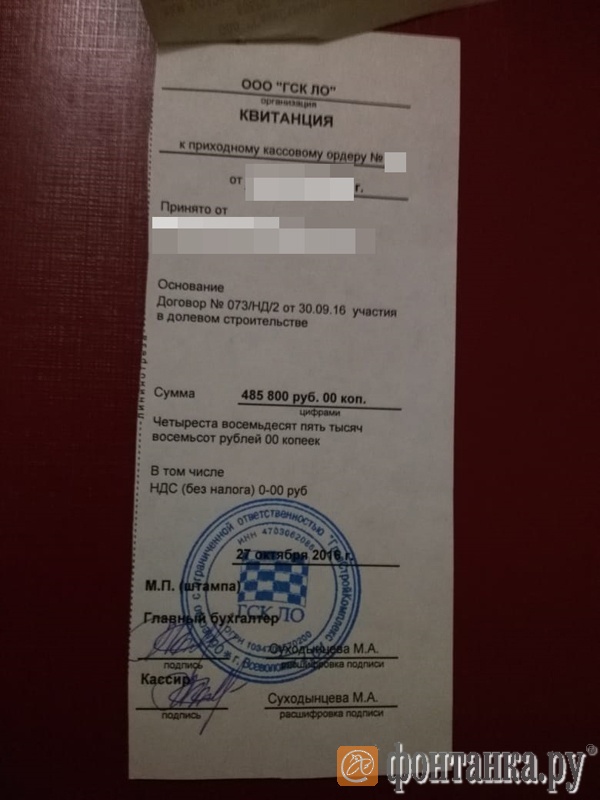 ООО "ГСК ЛО"
организация
КВИТАНЦИЯ
к приходному кассовому ордеру №
от г.
Принято от
Основание
Договор № 073/НД/2 от 30.09.16 участия
в долевом строительстве
Сумма 485 800 руб. 00 коп.
цифрами
Четыреста восемьдесят пять тысяч
восемьсот рублей 00 копеек
В том числе
НДС (без налога) 0-00 руб
27 октября 2016 г.
М.П. (штампа)
ГСК ЛО
Главный бухгалтер
Суходынцева М.А.
подпись расшифровка подписи
Кассир
Суходынцева М.А.
подпись расшифровка подписи
фонтанка.ру®